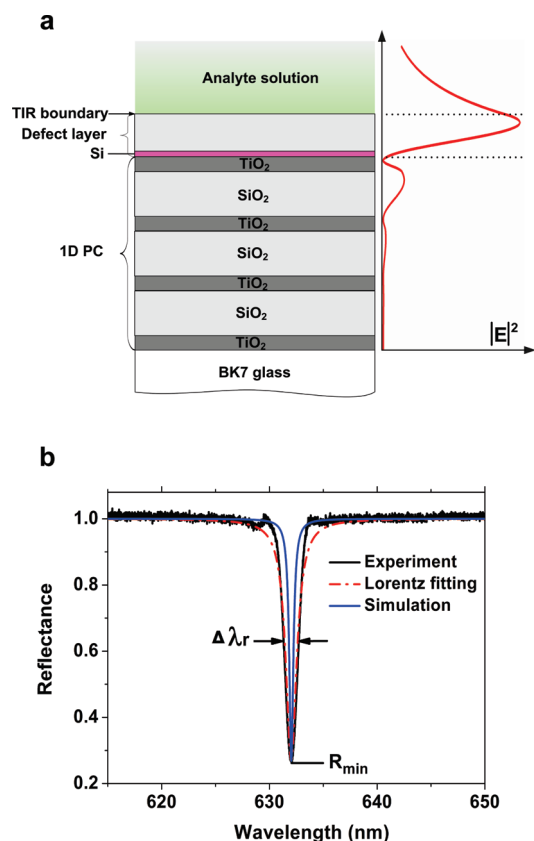 a
Analyte solution
TIR boundary
Defect layer
Si
TiO₂
SiO₂
TiO₂
1D PC
SiO₂
TiO₂
SiO₂
TiO₂
|E|²
BK7 glass
b
1.0
0.8
0.6
0.4
0.2
Reflectance
Experiment
Lorentz fitting
Simulation
Δλr
Rmin
620 630 640 650
Wavelength (nm)